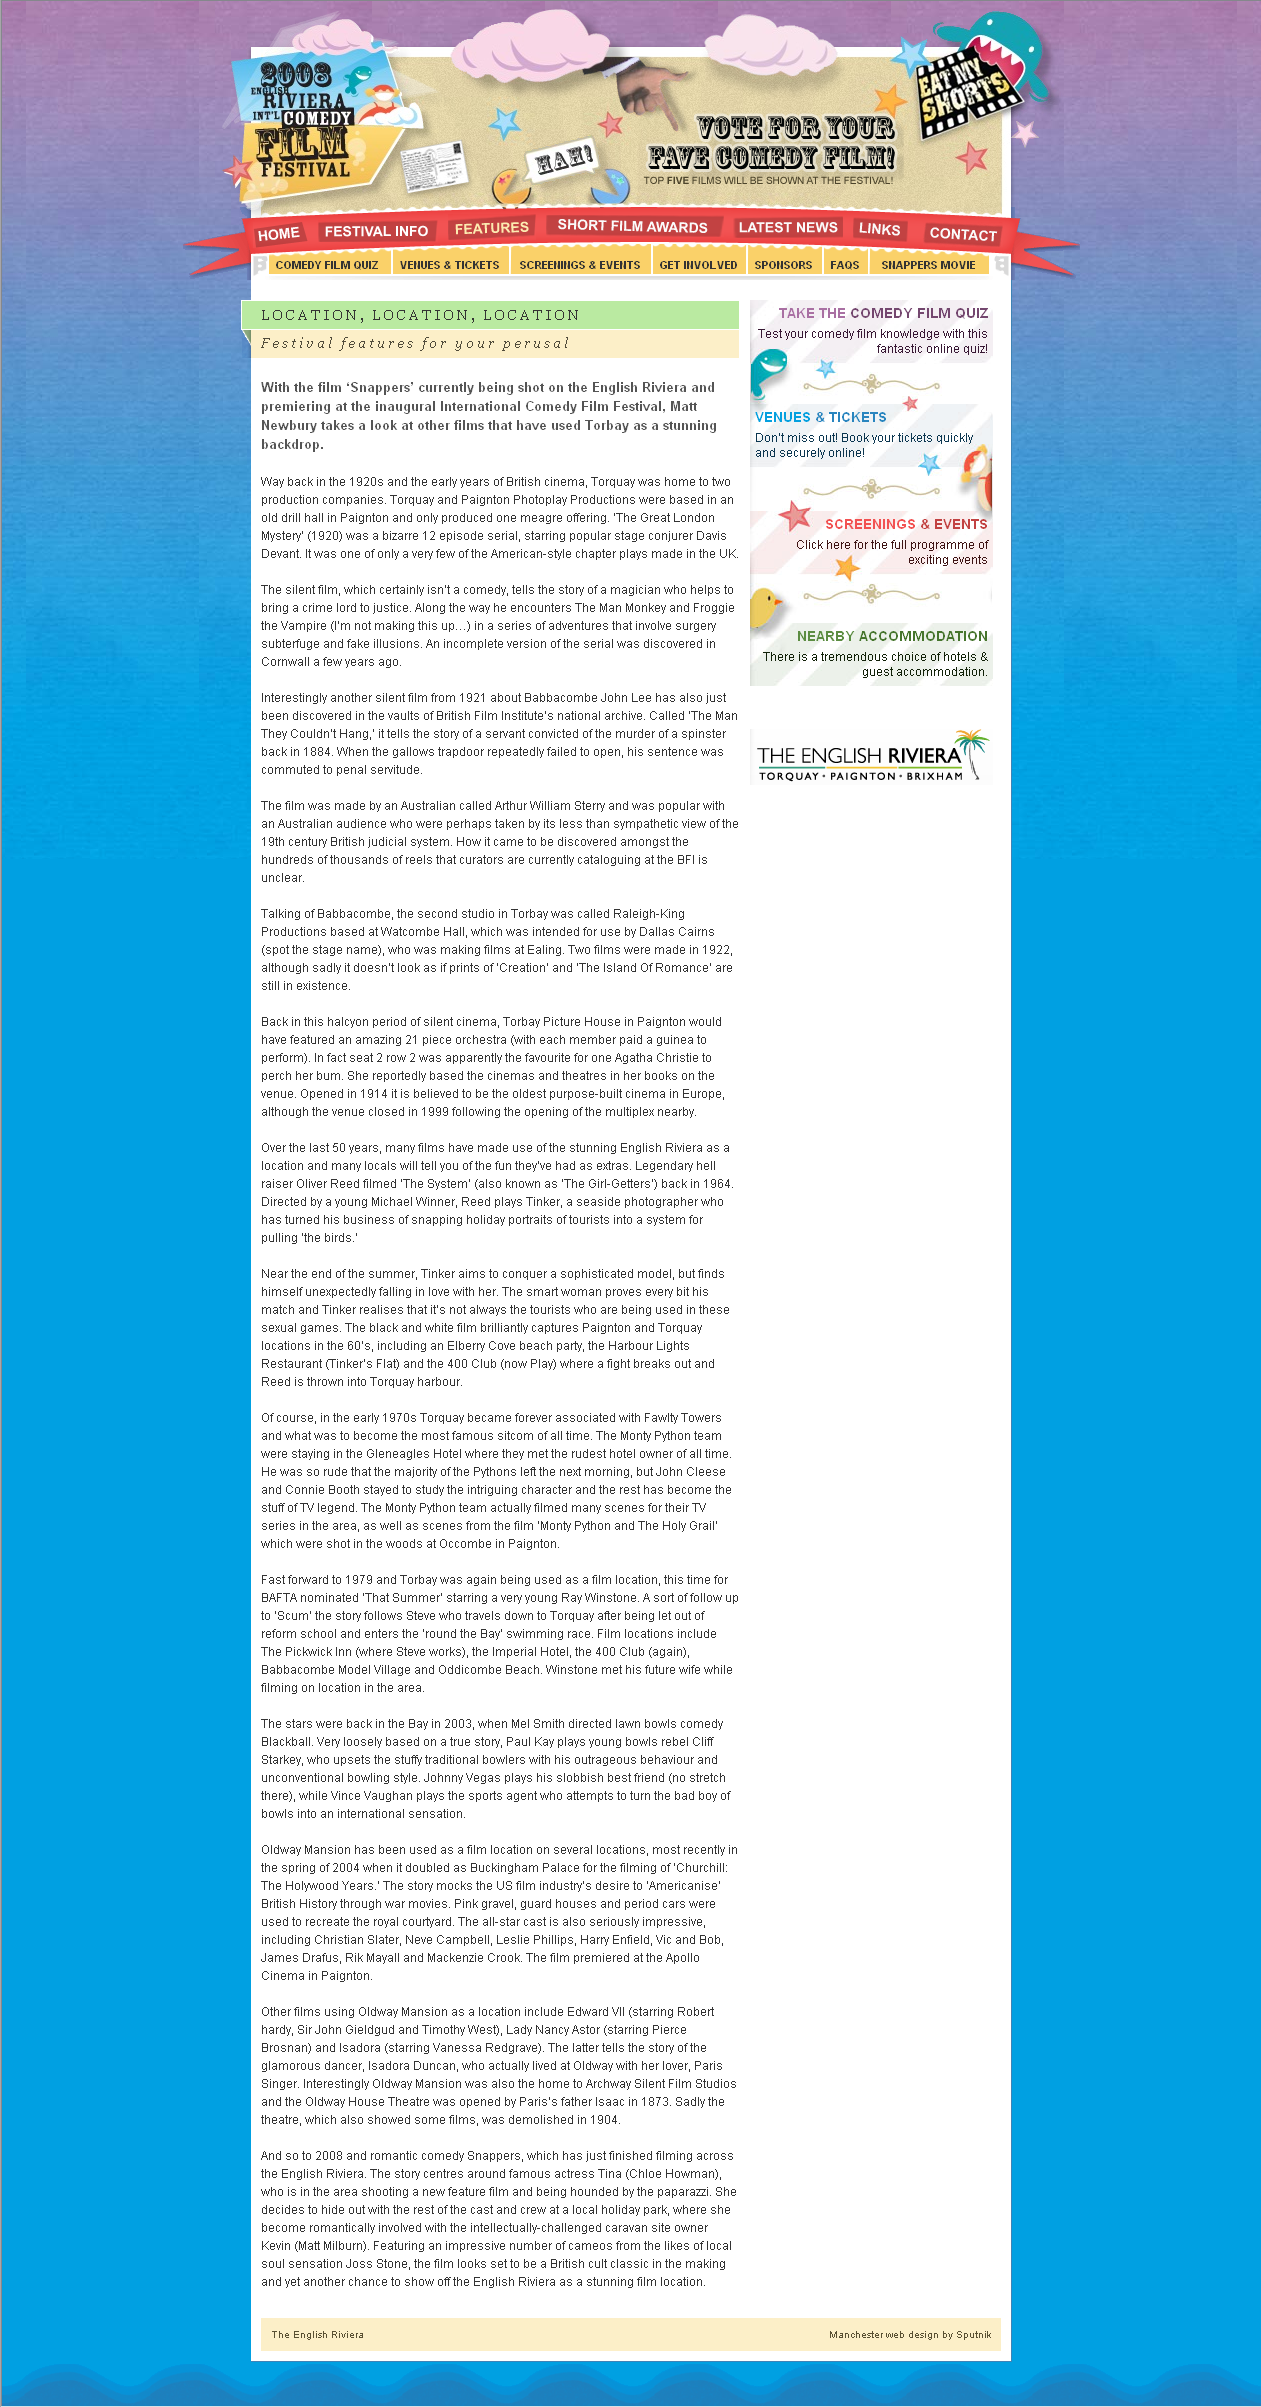 2008
ENGLISH
RIVIERA
INT'L COMEDY
FILM
FESTIVAL
HAH!
VOTE FOR YOUR
FAVE COMEDY FILM!
TOP FIVE FILMS WILL BE SHOWN AT THE FESTIVAL!
EAT MY
SHORTS
HOME FESTIVAL INFO FEATURES SHORT FILM AWARDS LATEST NEWS LINKS CONTACT
COMEDY FILM QUIZ VENUES & TICKETS SCREENINGS & EVENTS GET INVOLVED SPONSORS FAQS SNAPPERS MOVIE
LOCATION, LOCATION, LOCATION
Festival features for your perusal
With the film ‘Snappers’ currently being shot on the English Riviera and
premiering at the inaugural International Comedy Film Festival, Matt
Newbury takes a look at other films that have used Torbay as a stunning
backdrop.
Way back in the 1920s and the early years of British cinema, Torquay was home to two
production companies. Torquay and Paignton Photoplay Productions were based in an
old drill hall in Paignton and only produced one meagre offering. 'The Great London
Mystery' (1920) was a bizarre 12 episode serial, starring popular stage conjurer Davis
Devant. It was one of only a very few of the American-style chapter plays made in the UK.
The silent film, which certainly isn't a comedy, tells the story of a magician who helps to
bring a crime lord to justice. Along the way he encounters The Man Monkey and Froggie
the Vampire (I'm not making this up...) in a series of adventures that involve surgery
subterfuge and fake illusions. An incomplete version of the serial was discovered in
Cornwall a few years ago.
Interestingly another silent film from 1921 about Babbacombe John Lee has also just
been discovered in the vaults of British Film Institute's national archive. Called 'The Man
They Couldn't Hang,' it tells the story of a servant convicted of the murder of a spinster
back in 1884. When the gallows trapdoor repeatedly failed to open, his sentence was
commuted to penal servitude.
The film was made by an Australian called Arthur William Sterry and was popular with
an Australian audience who were perhaps taken by its less than sympathetic view of the
19th century British judicial system. How it came to be discovered amongst the
hundreds of thousands of reels that curators are currently cataloguing at the BFI is
unclear.
Talking of Babbacombe, the second studio in Torbay was called Raleigh-King
Productions based at Watcombe Hall, which was intended for use by Dallas Cairns
(spot the stage name), who was making films at Ealing. Two films were made in 1922,
although sadly it doesn't look as if prints of 'Creation' and 'The Island Of Romance' are
still in existence.
Back in this halcyon period of silent cinema, Torbay Picture House in Paignton would
have featured an amazing 21 piece orchestra (with each member paid a guinea to
perform). In fact seat 2 row 2 was apparently the favourite for one Agatha Christie to
perch her bum. She reportedly based the cinemas and theatres in her books on the
venue. Opened in 1914 it is believed to be the oldest purpose-built cinema in Europe,
although the venue closed in 1999 following the opening of the multiplex nearby.
Over the last 50 years, many films have made use of the stunning English Riviera as a
location and many locals will tell you of the fun they've had as extras. Legendary hell
raiser Oliver Reed filmed 'The System' (also known as 'The Girl-Getters') back in 1964.
Directed by a young Michael Winner, Reed plays Tinker, a seaside photographer who
has turned his business of snapping holiday portraits of tourists into a system for
pulling 'the birds.'
Near the end of the summer, Tinker aims to conquer a sophisticated model, but finds
himself unexpectedly falling in love with her. The smart woman proves every bit his
match and Tinker realises that it's not always the tourists who are being used in these
sexual games. The black and white film brilliantly captures Paignton and Torquay
locations in the 60's, including an Elberry Cove beach party, the Harbour Lights
Restaurant (Tinker's Flat) and the 400 Club (now Play) where a fight breaks out and
Reed is thrown into Torquay harbour.
Of course, in the early 1970s Torquay became forever associated with Fawlty Towers
and what was to become the most famous sitcom of all time. The Monty Python team
were staying in the Gleneagles Hotel where they met the rudest hotel owner of all time.
He was so rude that the majority of the Pythons left the next morning, but John Cleese
and Connie Booth stayed to study the intriguing character and the rest has become the
stuff of TV legend. The Monty Python team actually filmed many scenes for their TV
series in the area, as well as scenes from the film 'Monty Python and The Holy Grail'
which were shot in the woods at Occombe in Paignton.
Fast forward to 1979 and Torbay was again being used as a film location, this time for
BAFTA nominated 'That Summer' starring a very young Ray Winstone. A sort of follow up
to 'Scum' the story follows Steve who travels down to Torquay after being let out of
reform school and enters the 'round the Bay' swimming race. Film locations include
The Pickwick Inn (where Steve works), the Imperial Hotel, the 400 Club (again),
Babbacombe Model Village and Oddicombe Beach. Winstone met his future wife while
filming on location in the area.
The stars were back in the Bay in 2003, when Mel Smith directed lawn bowls comedy
Blackball. Very loosely based on a true story, Paul Kay plays young bowls rebel Cliff
Starkey, who upsets the stuffy traditional bowlers with his outrageous behaviour and
unconventional bowling style. Johnny Vegas plays his slobbish best friend (no stretch
there), while Vince Vaughan plays the sports agent who attempts to turn the bad boy of
bowls into an international sensation.
Oldway Mansion has been used as a film location on several locations, most recently in
the spring of 2004 when it doubled as Buckingham Palace for the filming of 'Churchill:
The Holywood Years.' The story mocks the US film industry's desire to 'Americanise'
British History through war movies. Pink gravel, guard houses and period cars were
used to recreate the royal courtyard. The all-star cast is also seriously impressive,
including Christian Slater, Neve Campbell, Leslie Phillips, Harry Enfield, Vic and Bob,
James Drafus, Rik Mayall and Mackenzie Crook. The film premiered at the Apollo
Cinema in Paignton.
Other films using Oldway Mansion as a location include Edward VII (starring Robert
hardy, Sir John Gieldgud and Timothy West), Lady Nancy Astor (starring Pierce
Brosnan) and Isadora (starring Vanessa Redgrave). The latter tells the story of the
glamorous dancer, Isadora Duncan, who actually lived at Oldway with her lover, Paris
Singer. Interestingly Oldway Mansion was also the home to Archway Silent Film Studios
and the Oldway House Theatre was opened by Paris's father Isaac in 1873. Sadly the
theatre, which also showed some films, was demolished in 1904.
And so to 2008 and romantic comedy Snappers, which has just finished filming across
the English Riviera. The story centres around famous actress Tina (Chloe Howman),
who is in the area shooting a new feature film and being hounded by the paparazzi. She
decides to hide out with the rest of the cast and crew at a local holiday park, where she
become romantically involved with the intellectually-challenged caravan site owner
Kevin (Matt Milburn). Featuring an impressive number of cameos from the likes of local
soul sensation Joss Stone, the film looks set to be a British cult classic in the making
and yet another chance to show off the English Riviera as a stunning film location.
TAKE THE COMEDY FILM QUIZ
Test your comedy film knowledge with this
fantastic online quiz!
VENUES & TICKETS
Don't miss out! Book your tickets quickly
and securely online!
SCREENINGS & EVENTS
Click here for the full programme of
exciting events
NEARBY ACCOMMODATION
There is a tremendous choice of hotels &
guest accommodation.
THE ENGLISH RIVIERA
TORQUAY • PAIGNTON • BRIXHAM
The English Riviera
Manchester web design by Sputnik